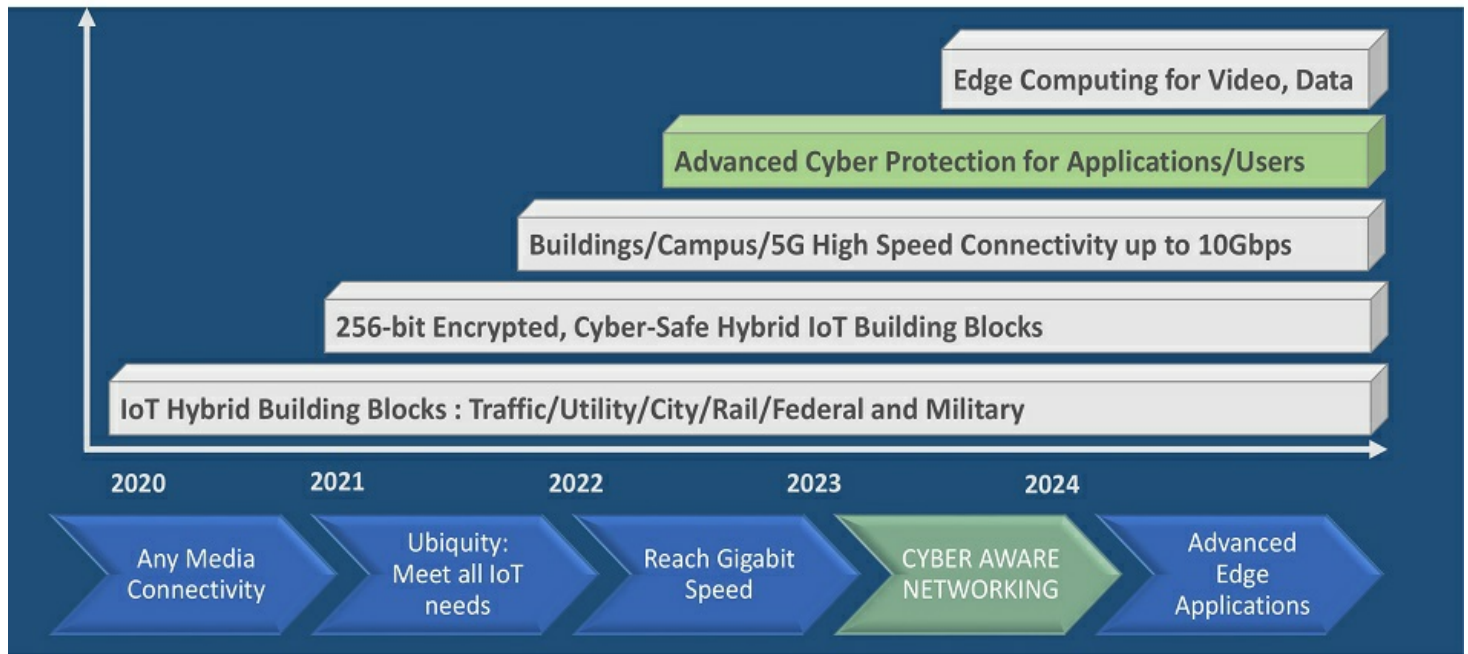 Edge Computing for Video, Data
Advanced Cyber Protection for Applications/Users
Buildings/Campus/5G High Speed Connectivity up to 10Gbps
256-bit Encrypted, Cyber-Safe Hybrid IoT Building Blocks
IoT Hybrid Building Blocks : Traffic/Utility/City/Rail/Federal and Military
2020 2021 2022 2023 2024
Any Media
Connectivity
Ubiquity:
Meet all IoT
needs
Reach Gigabit
Speed
CYBER AWARE
NETWORKING
Advanced
Edge
Applications